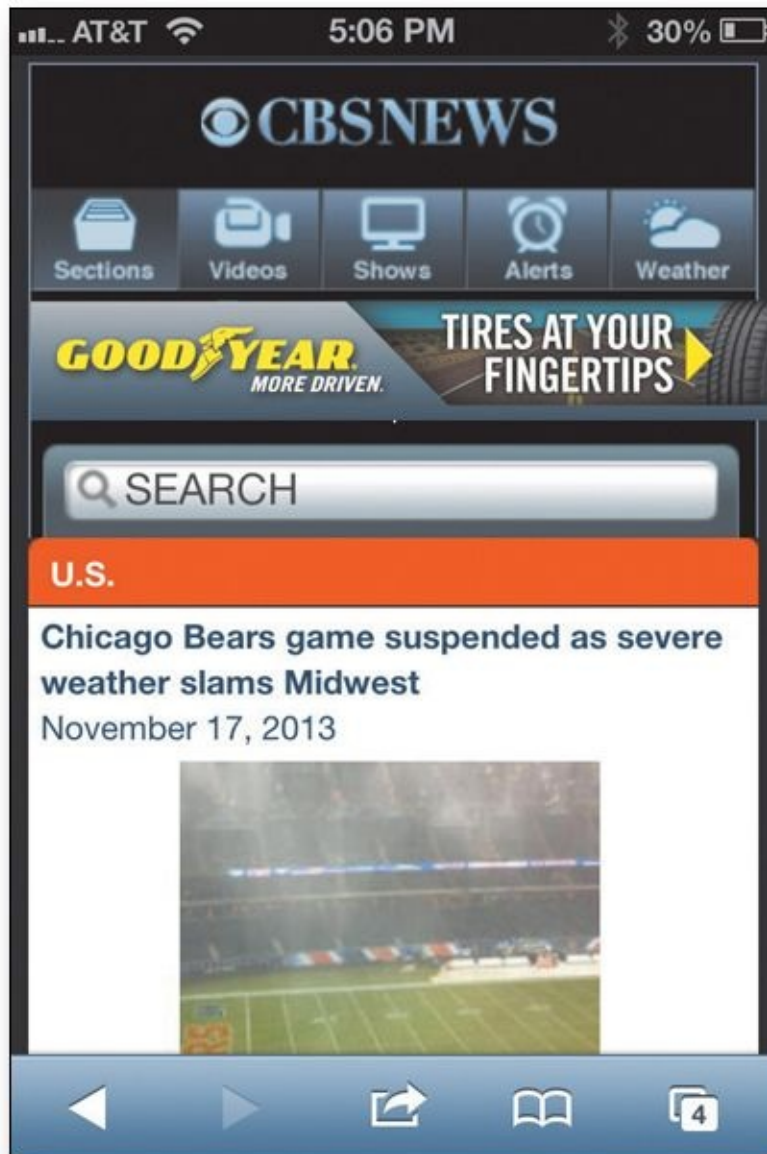 AT&T 5:06 PM 30%
CBSNEWS
Sections Videos Shows Alerts Weather
GOODYEAR.
MORE DRIVEN.
TIRES AT YOUR
FINGERTIPS
SEARCH
U.S.
Chicago Bears game suspended as severe
weather slams Midwest
November 17, 2013
4